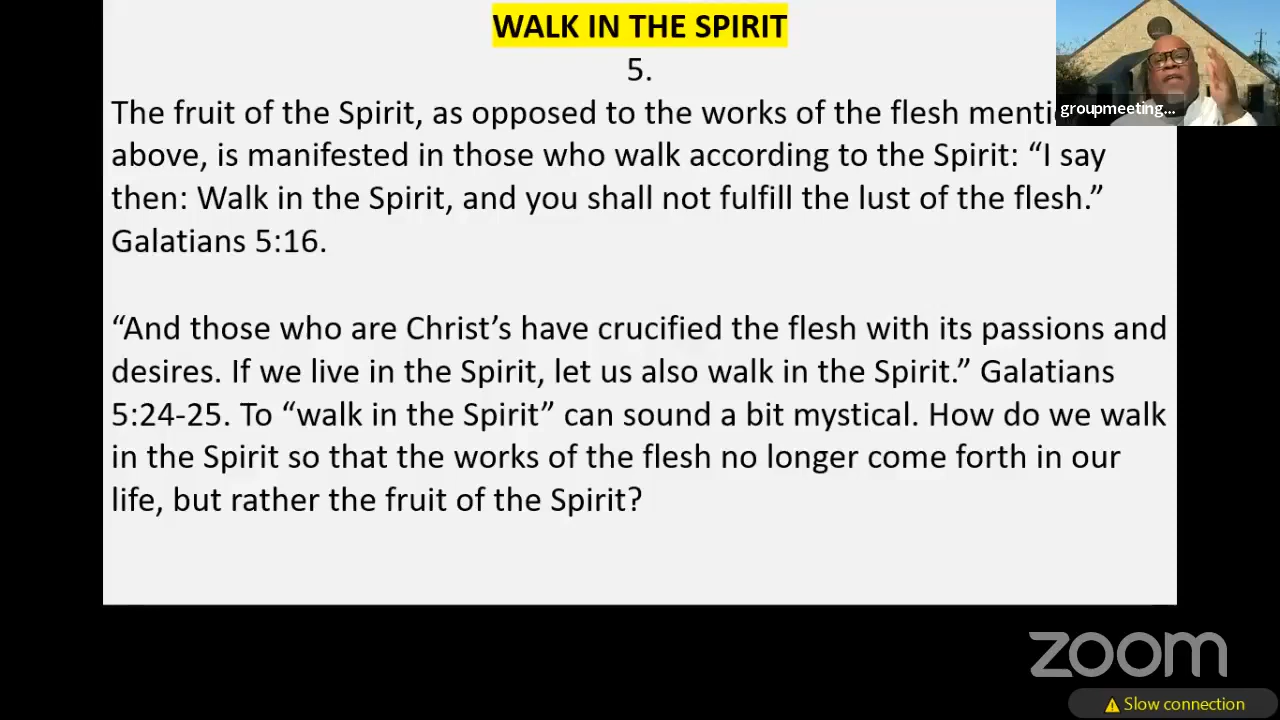 WALK IN THE SPIRIT
5.
The fruit of the Spirit, as opposed to the works of the flesh
above, is manifested in those who walk according to the Spirit: “I say
then: Walk in the Spirit, and you shall not fulfill the lust of the flesh.”
Galatians 5:16.
“And those who are Christ’s have crucified the flesh with its passions and
desires. If we live in the Spirit, let us also walk in the Spirit.” Galatians
5:24-25. To “walk in the Spirit” can sound a bit mystical. How do we walk
in the Spirit so that the works of the flesh no longer come forth in our
life, but rather the fruit of the Spirit?
groupmeeting...
zoom
Slow connection